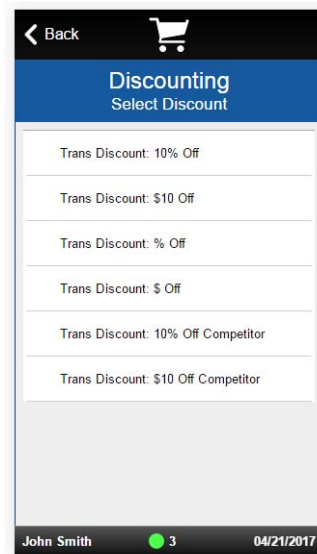 Back
Discounting
Select Discount
Trans Discount: 10% Off
Trans Discount: $10 Off
Trans Discount: % Off
Trans Discount: $ Off
Trans Discount: 10% Off Competitor
Trans Discount: $10 Off Competitor
John Smith 3 04/21/2017